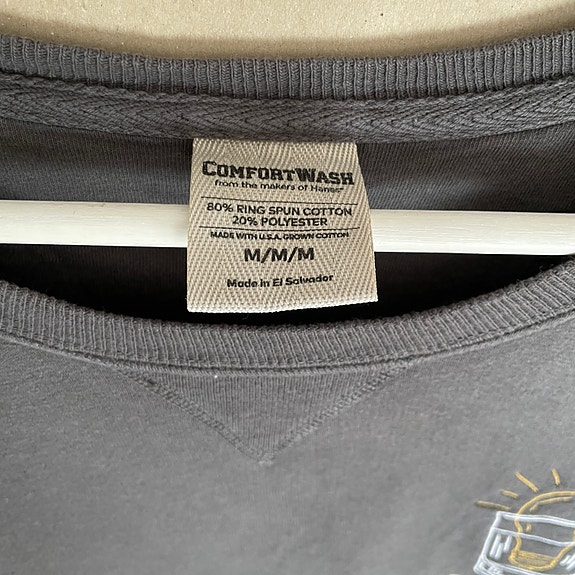 COMFORTWASH
from the makers of Hanes®
80% RING SPUN COTTON
20% POLYESTER
MADE WITH U.S.A. GROWN COTTON
M/M/M
Made in El Salvador